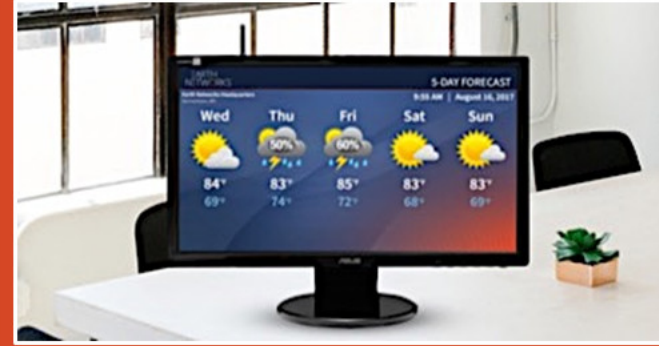 EARTH
NETWORKS
5-DAY FORECAST
Earth Networks Headquarters
9:55 AM | August 16, 2017
Wed Thu Fri Sat Sun
50% 60%
84° 83° 85° 83° 83°
69° 74° 72° 68° 69°
ASUS